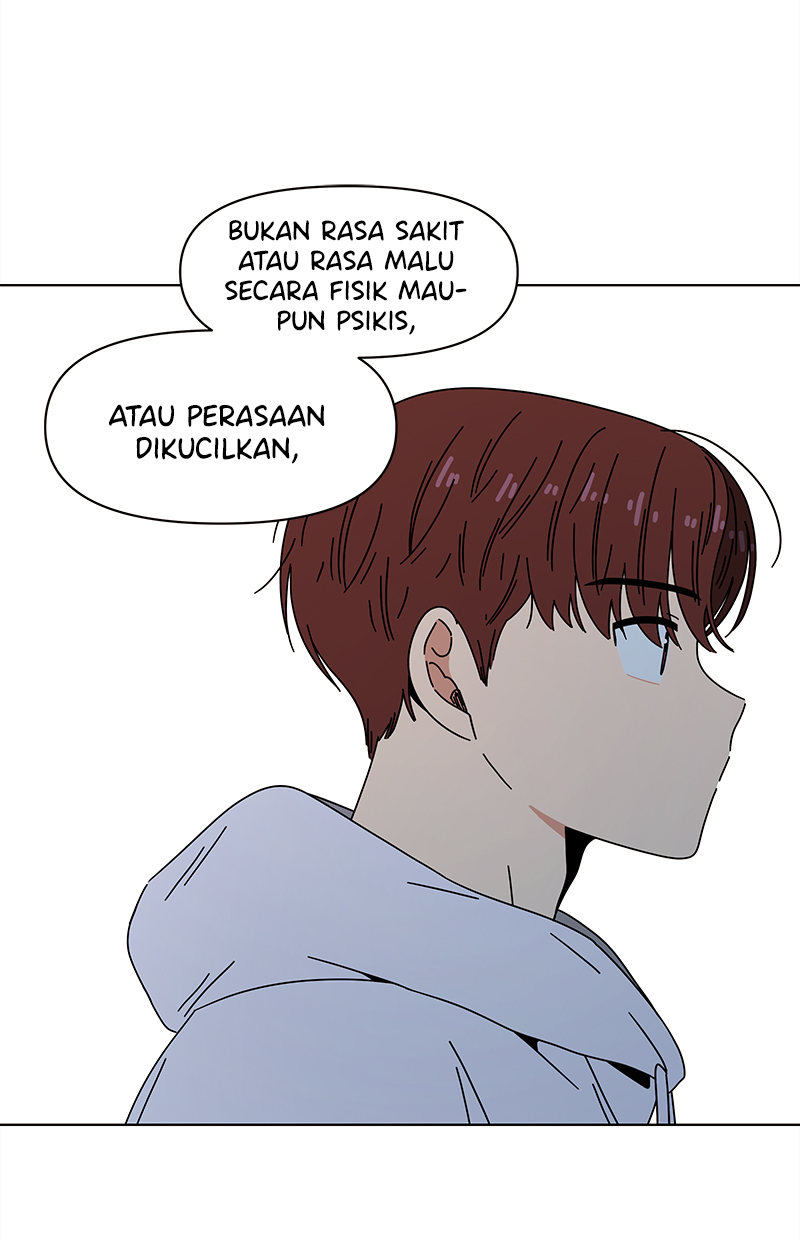 BUKAN RASA SAKIT
ATAU RASA MALU
SECARA FISIK MAU-
PUN PSIKIS,
ATAU PERASAAN
DIKUCILKAN,